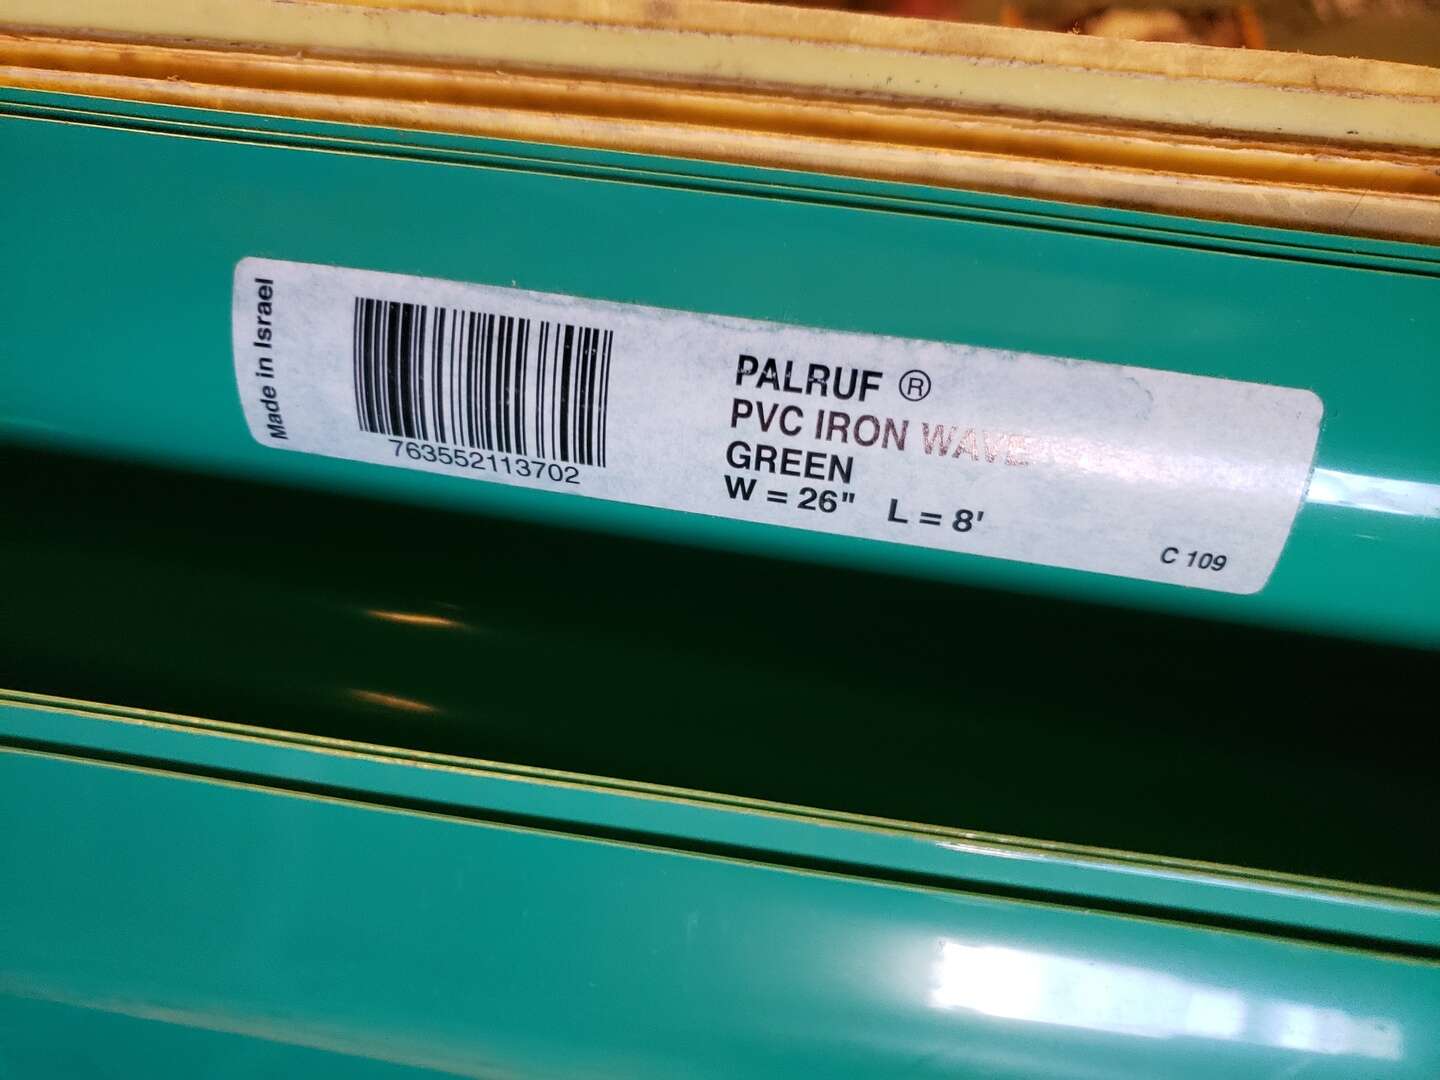 Made in Israel
763552113702
PALRUF ®
PVC IRON WAVE
GREEN
W = 26" L = 8'
C 109